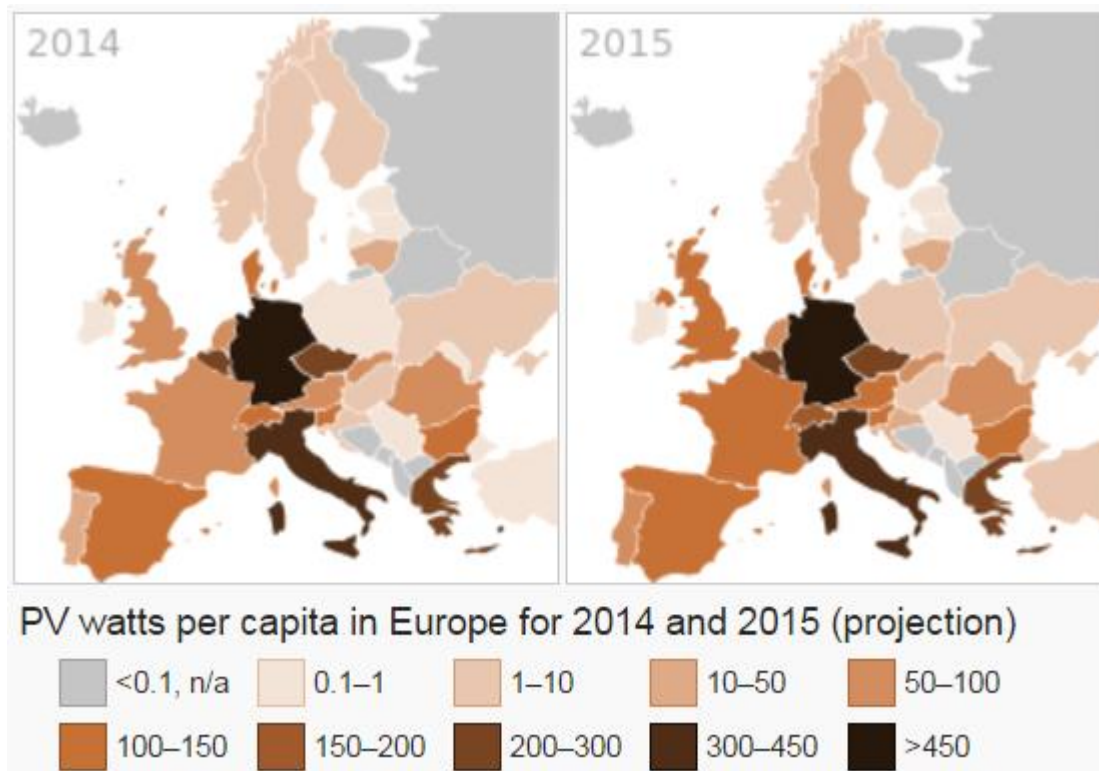 2014 2015
PV watts per capita in Europe for 2014 and 2015 (projection)
<0.1, n/a 0.1–1 1–10 10–50 50–100
100–150 150–200 200–300 300–450 >450